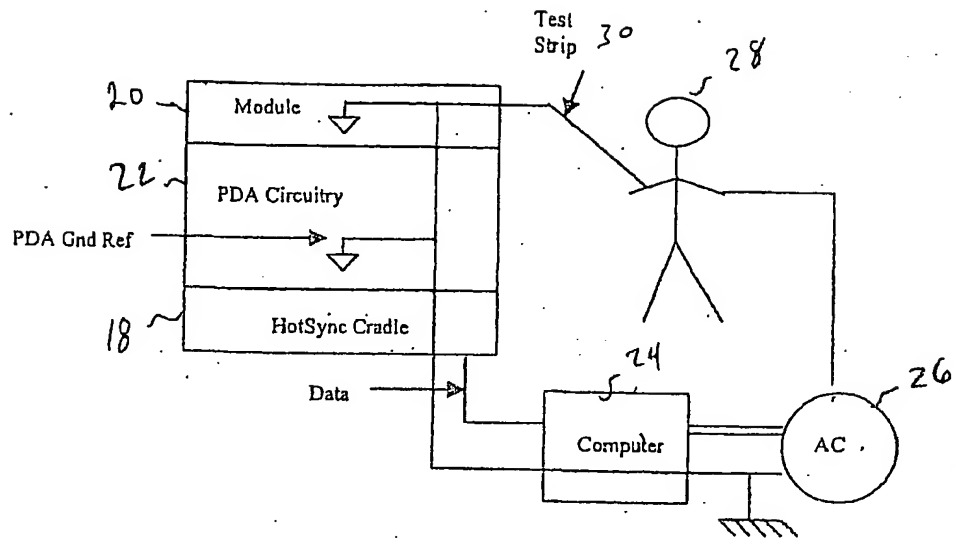 Test
Strip 30
28
20
Module
22
PDA Circuitry
PDA Gnd Ref
18
HotSync Cradle
24
Data
26
Computer
AC